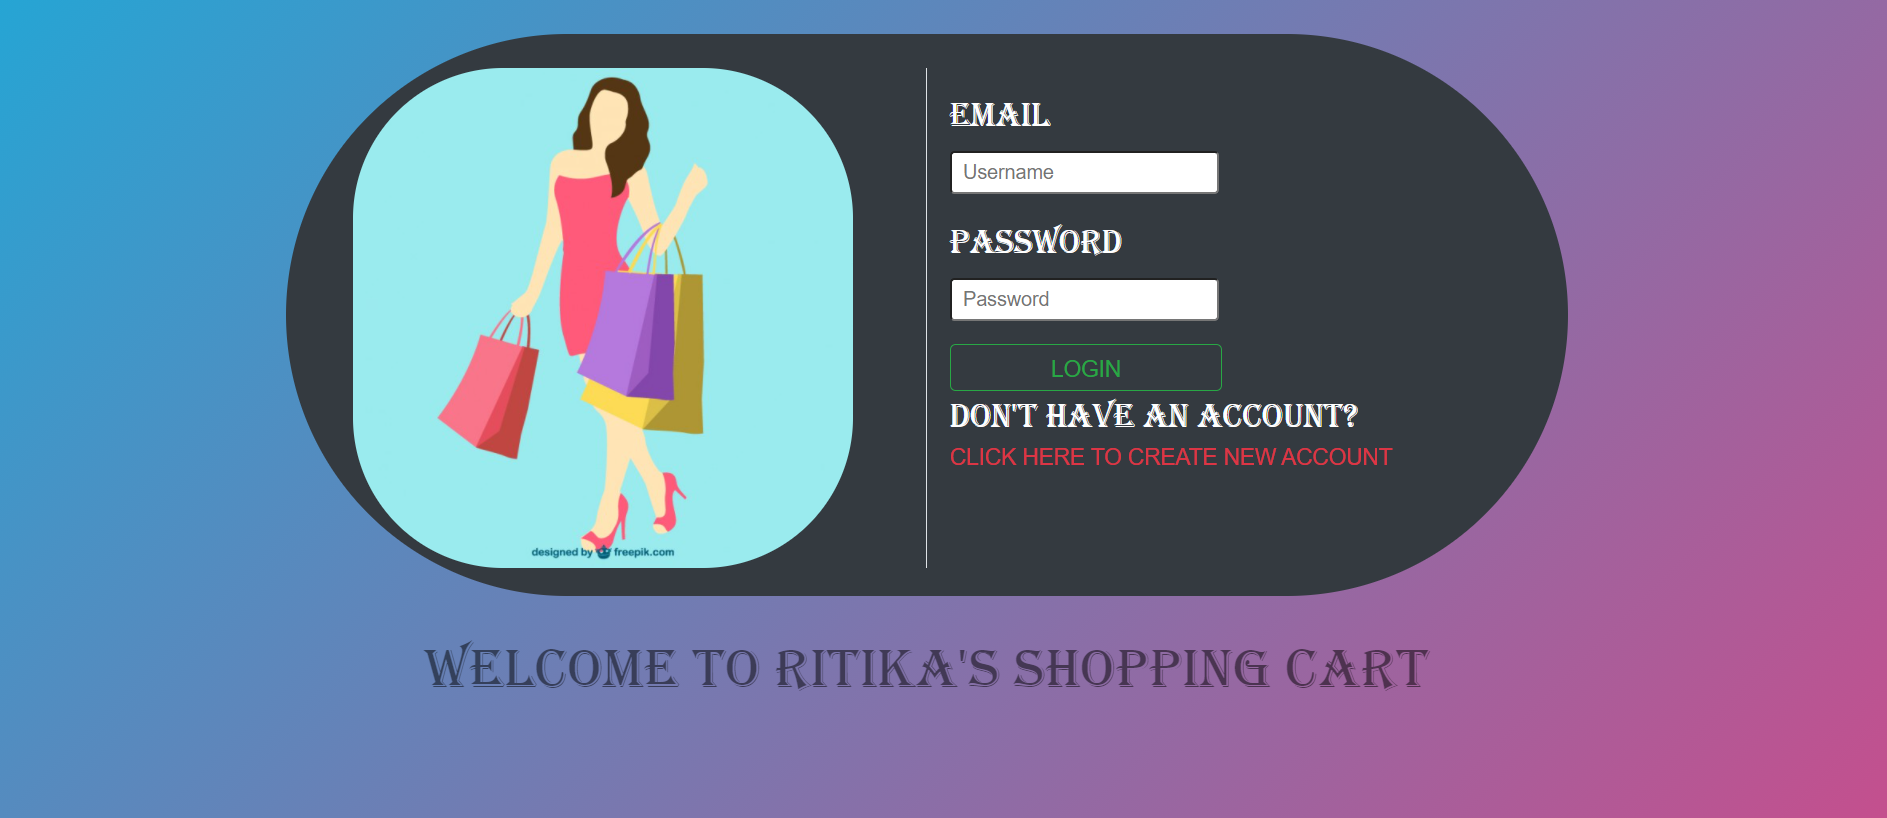 EMAIL
Username
PASSWORD
Password
LOGIN
DON'T HAVE AN ACCOUNT?
CLICK HERE TO CREATE NEW ACCOUNT
designed by freepik.com
WELCOME TO RITIKA'S SHOPPING CART